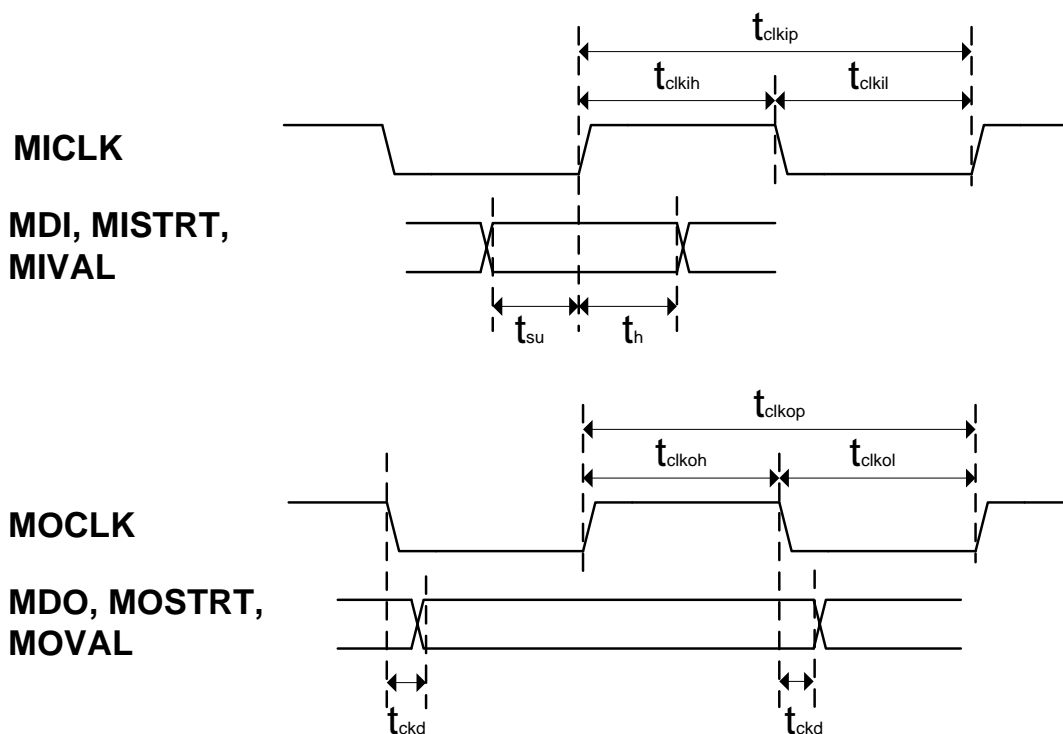 tclkip
tclkih tclkil
MICLK
MDI, MISTRT,
MIVAL
tsu th
tclkop
tclkoh tclkol
MOCLK
MDO, MOSTRT,
MOVAL
tckd tckd